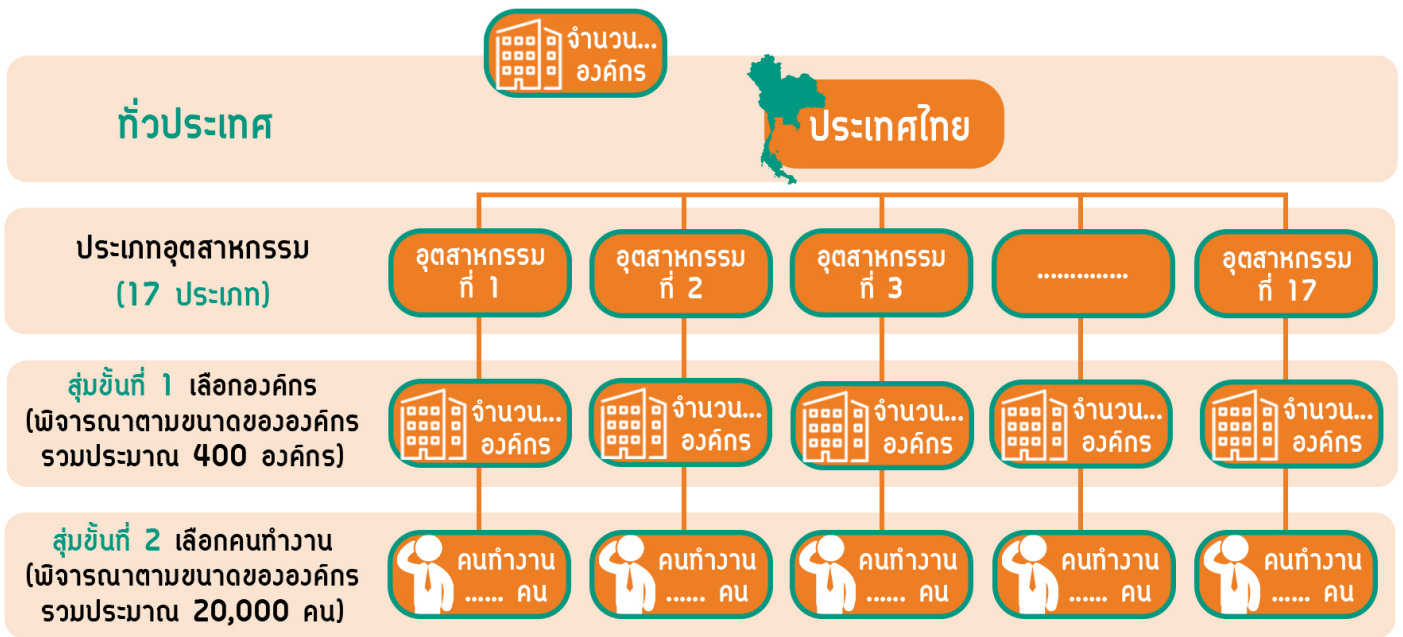 จำนวน...
องค์กร
ทั่วประเทศ
ประเทศไทย
ประเภทอุตสาหกรรม
(17 ประเภท)
อุตสาหกรรม
ที่ 1
อุตสาหกรรม
ที่ 2
อุตสาหกรรม
ที่ 3
..............
อุตสาหกรรม
ที่ 17
สุ่มขั้นที่ 1 เลือกองค์กร
(พิจารณาตามขนาดขององค์กร
รวมประมาณ 400 องค์กร)
จำนวน...
องค์กร
จำนวน...
องค์กร
จำนวน...
องค์กร
จำนวน...
องค์กร
จำนวน...
องค์กร
สุ่มขั้นที่ 2 เลือกคนทำงาน
(พิจารณาตามขนาดขององค์กร
รวมประมาณ 20,000 คน)
คนทำงาน
...... คน
คนทำงาน
...... คน
คนทำงาน
...... คน
คนทำงาน
...... คน
คนทำงาน
...... คน